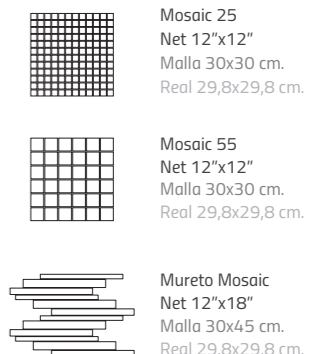 Mosaic 25
Net 12”x12”
Malla 30x30 cm.
Real 29,8x29,8 cm.
Mosaic 55
Net 12”x12”
Malla 30x30 cm.
Real 29,8x29,8 cm.
Mureto Mosaic
Net 12”x18”
Malla 30x45 cm.
Real 29,8x29,8 cm.